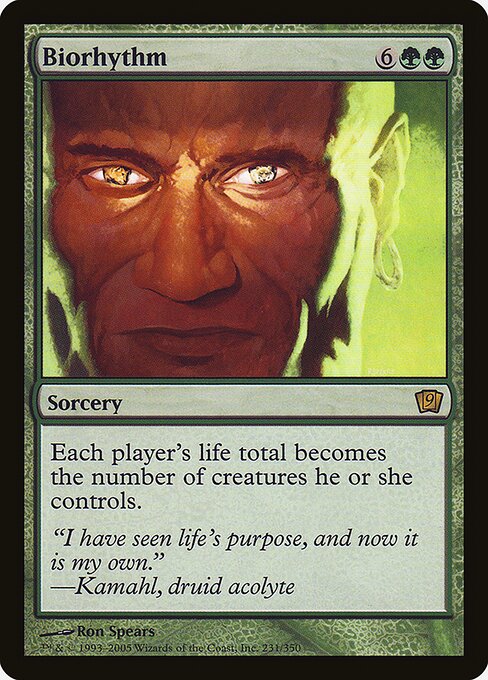 Biorhythm 6
Sorcery 9
Each player's life total becomes
the number of creatures he or she
controls.
“I have seen life's purpose, and now it
is my own.”
—Kamahl, druid acolyte
Ron Spears
™ & © 1993–2005 Wizards of the Coast, Inc. 231/350